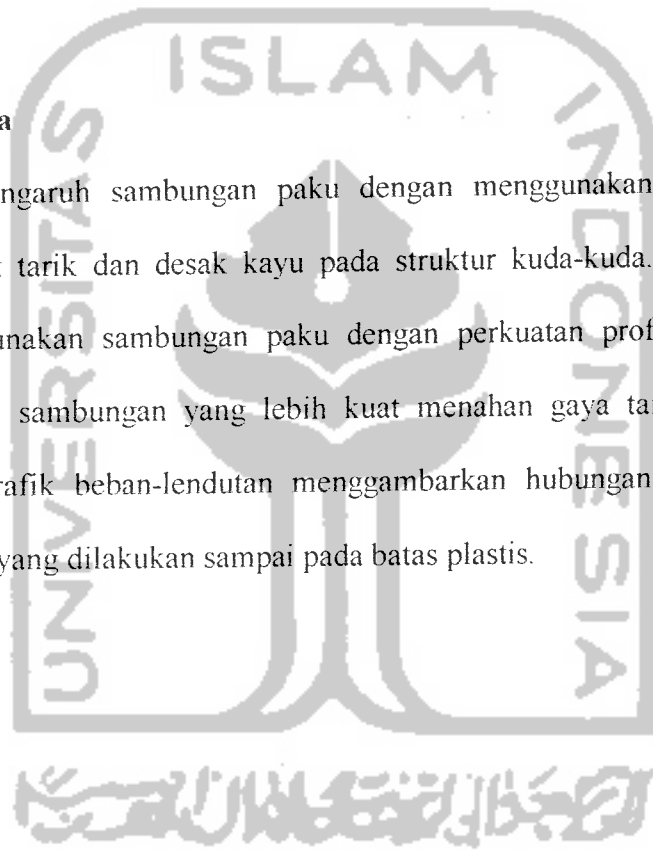 ISLAM
UNIVERSITAS
INDONESIA
a
ngaruh sambungan paku dengan menggunakan
tarik dan desak kayu pada struktur kuda-kuda.
unakan sambungan paku dengan perkuatan prof
sambungan yang lebih kuat menahan gaya ta
rafik beban-lendutan menggambarkan hubungan
yang dilakukan sampai pada batas plastis.